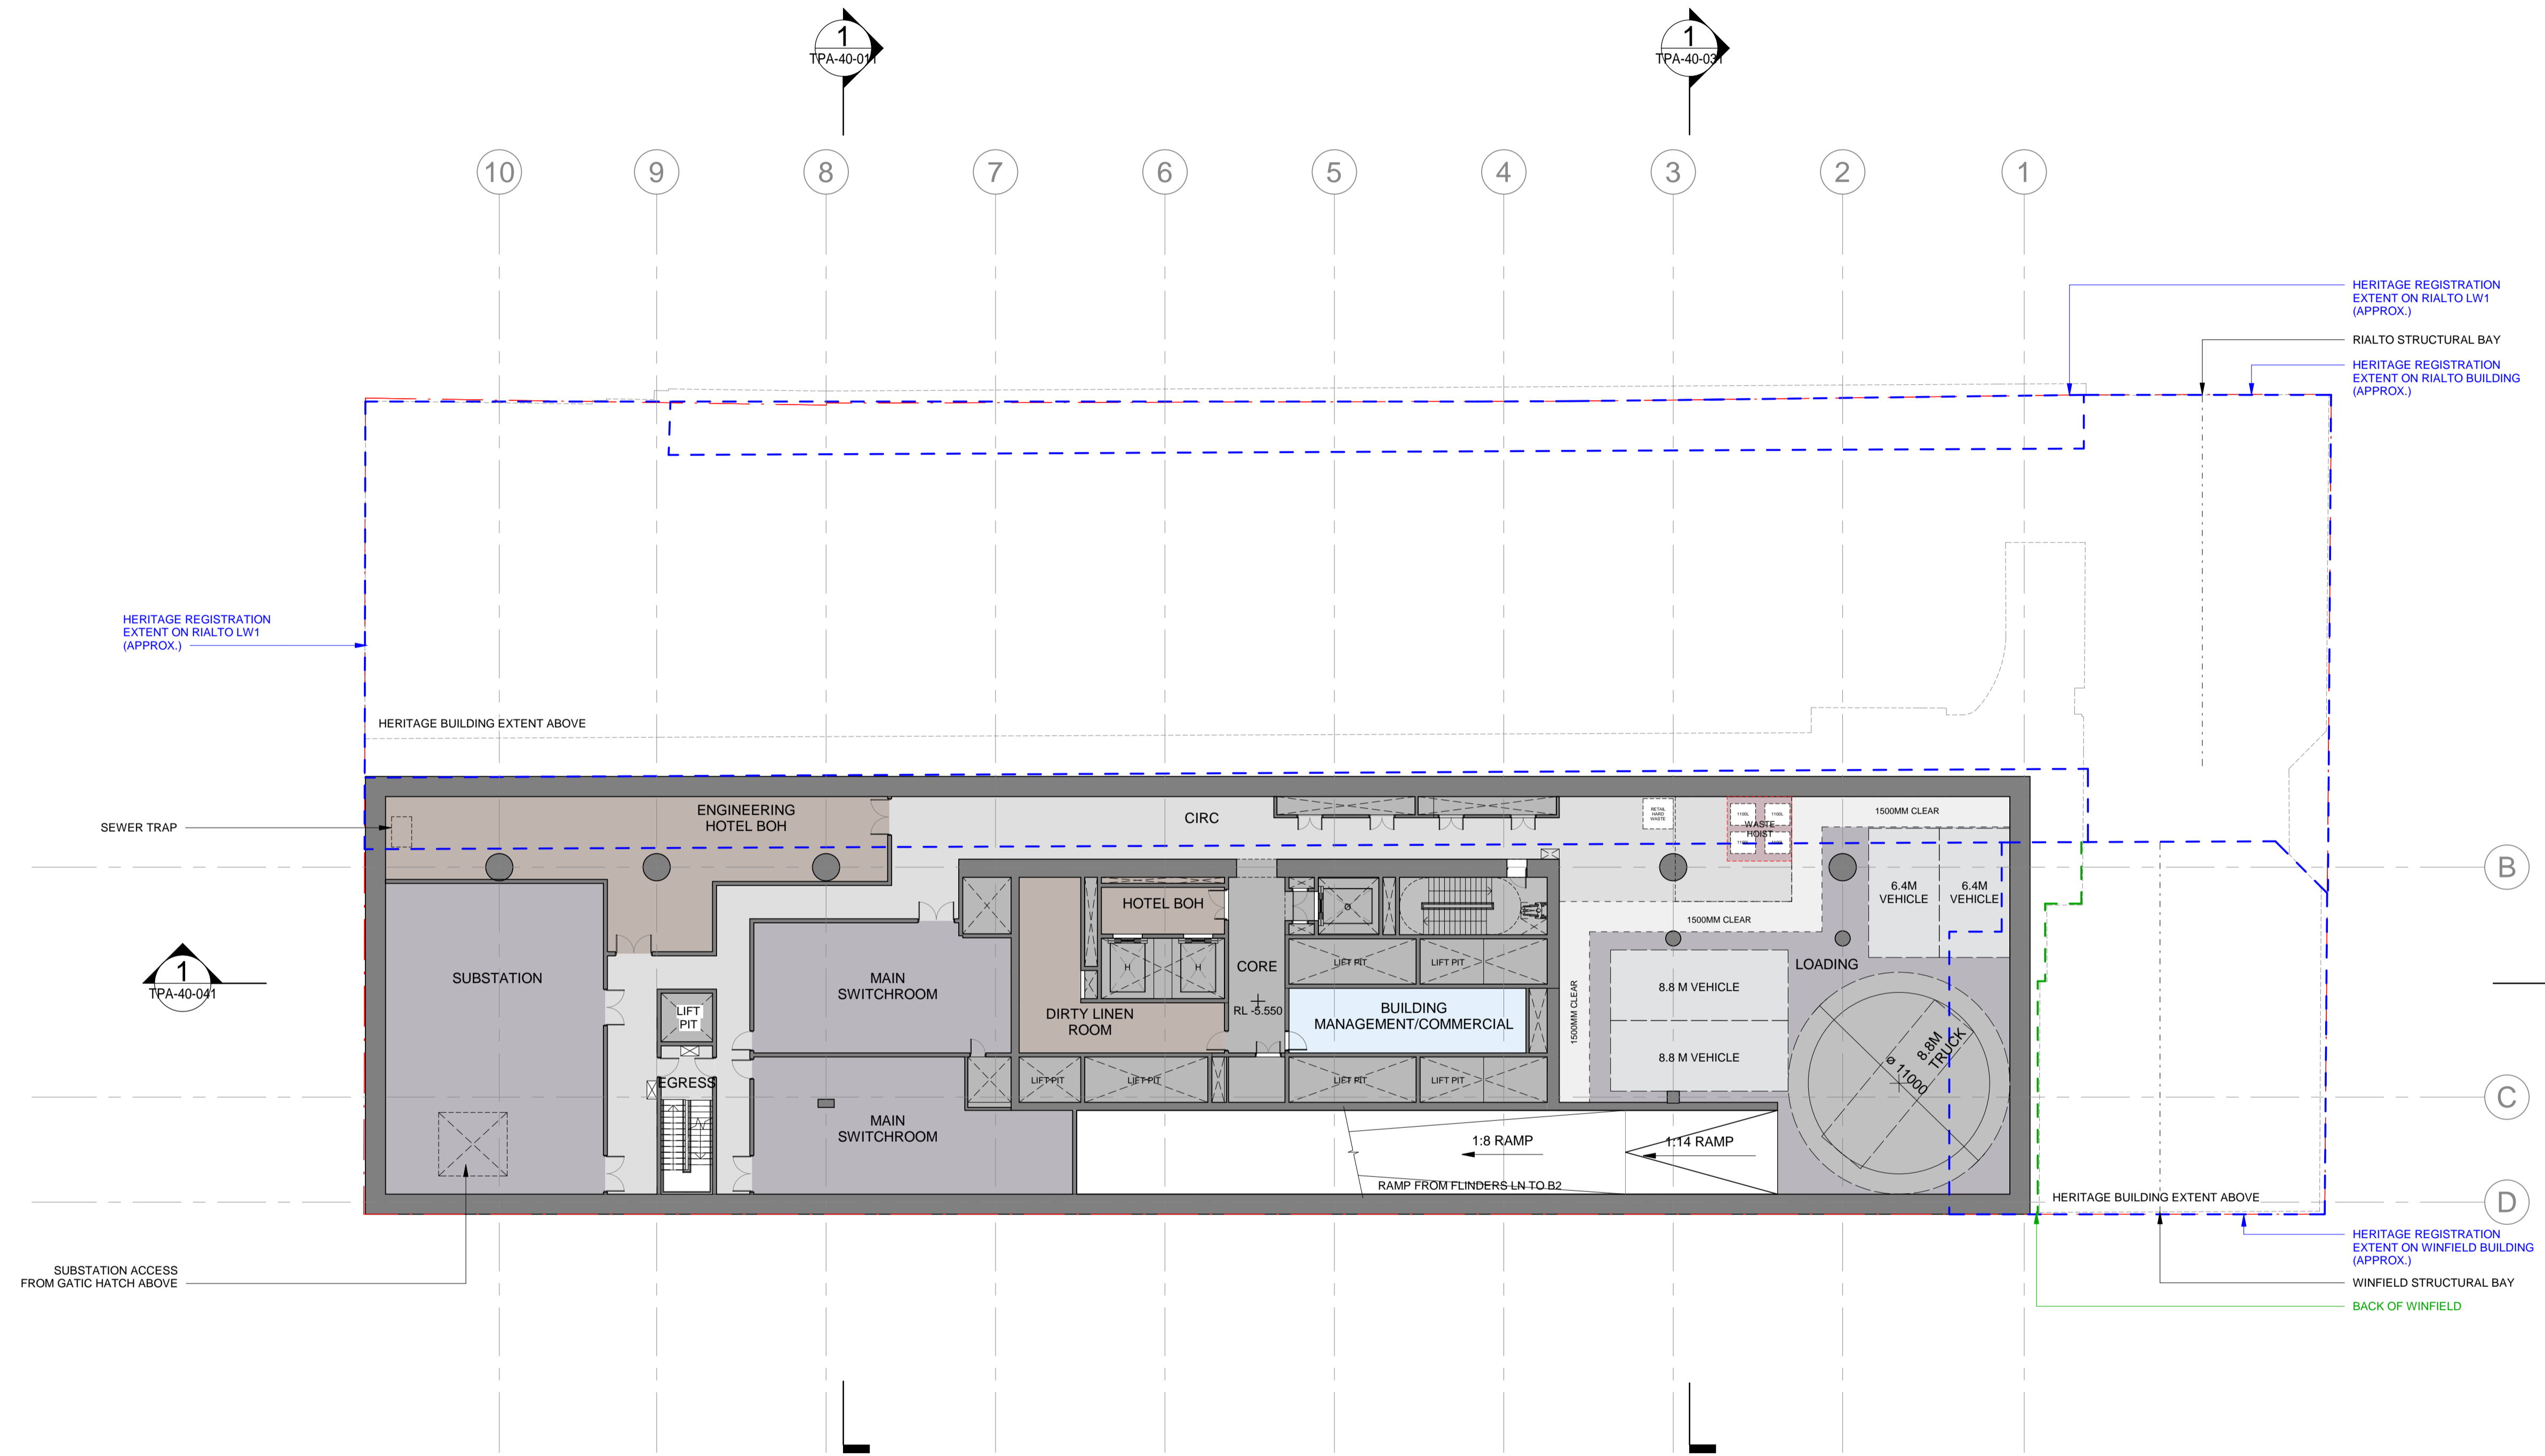 1
TPA-40-011
1
TPA-40-031
10
9
8
7
6
5
4
3
2
1
HERITAGE REGISTRATION
EXTENT ON RIALTO LW1
(APPROX.)
RIALTO STRUCTURAL BAY
HERITAGE REGISTRATION
EXTENT ON RIALTO BUILDING
(APPROX.)
HERITAGE REGISTRATION
EXTENT ON RIALTO LW1
(APPROX.)
HERITAGE BUILDING EXTENT ABOVE
SEWER TRAP
ENGINEERING
HOTEL BOH
CIRC
RETAIL
HARD
WASTE
1100L
1100L
WASTE
HOIST
1500MM CLEAR
B
HOTEL BOH
6.4M
VEHICLE
6.4M
VEHICLE
1500MM CLEAR
1
TPA-40-041
SUBSTATION
MAIN
SWITCHROOM
H
H
CORE
RL -5.550
LIFT PIT
LIFT PIT
LOADING
8.8 M VEHICLE
1500MM CLEAR
LIFT
PIT
DIRTY LINEN
ROOM
BUILDING
MANAGEMENT/COMMERCIAL
8.8 M VEHICLE
8.8M
TRUCK
ø 11000
EGRESS
LIFT PIT
LIFT PIT
LIFT PIT
LIFT PIT
C
MAIN
SWITCHROOM
1:8 RAMP
1:14 RAMP
RAMP FROM FLINDERS LN TO B2
HERITAGE BUILDING EXTENT ABOVE
D
SUBSTATION ACCESS
FROM GATIC HATCH ABOVE
HERITAGE REGISTRATION
EXTENT ON WINFIELD BUILDING
(APPROX.)
WINFIELD STRUCTURAL BAY
BACK OF WINFIELD